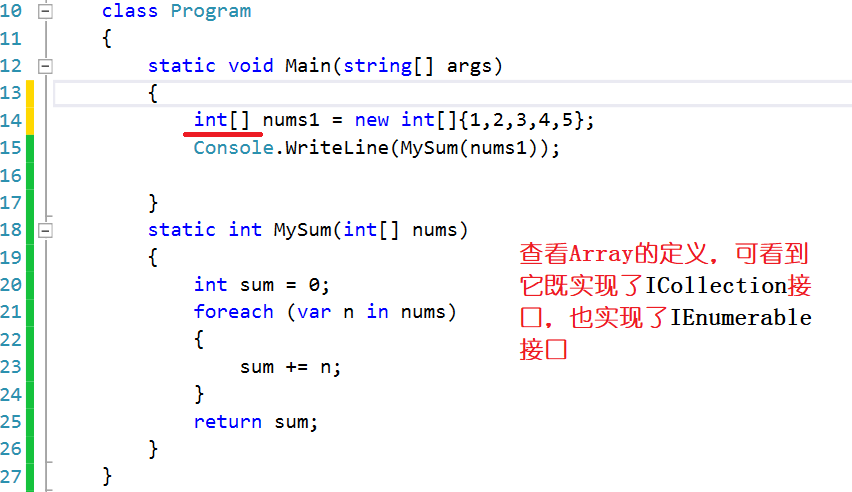 10 class Program
11 {
12 static void Main(string[] args)
13 {
14 int[] nums1 = new int[]{1,2,3,4,5};
15 Console.WriteLine(MySum(nums1));
16
17 }
18 static int MySum(int[] nums)
19 {
20 int sum = 0;
21 foreach (var n in nums)
22 {
23 sum += n;
24 }
25 return sum;
26 }
27 }
查看Array的定义，可看到
它既实现了ICollection接
口，也实现了IEnumerable
接口